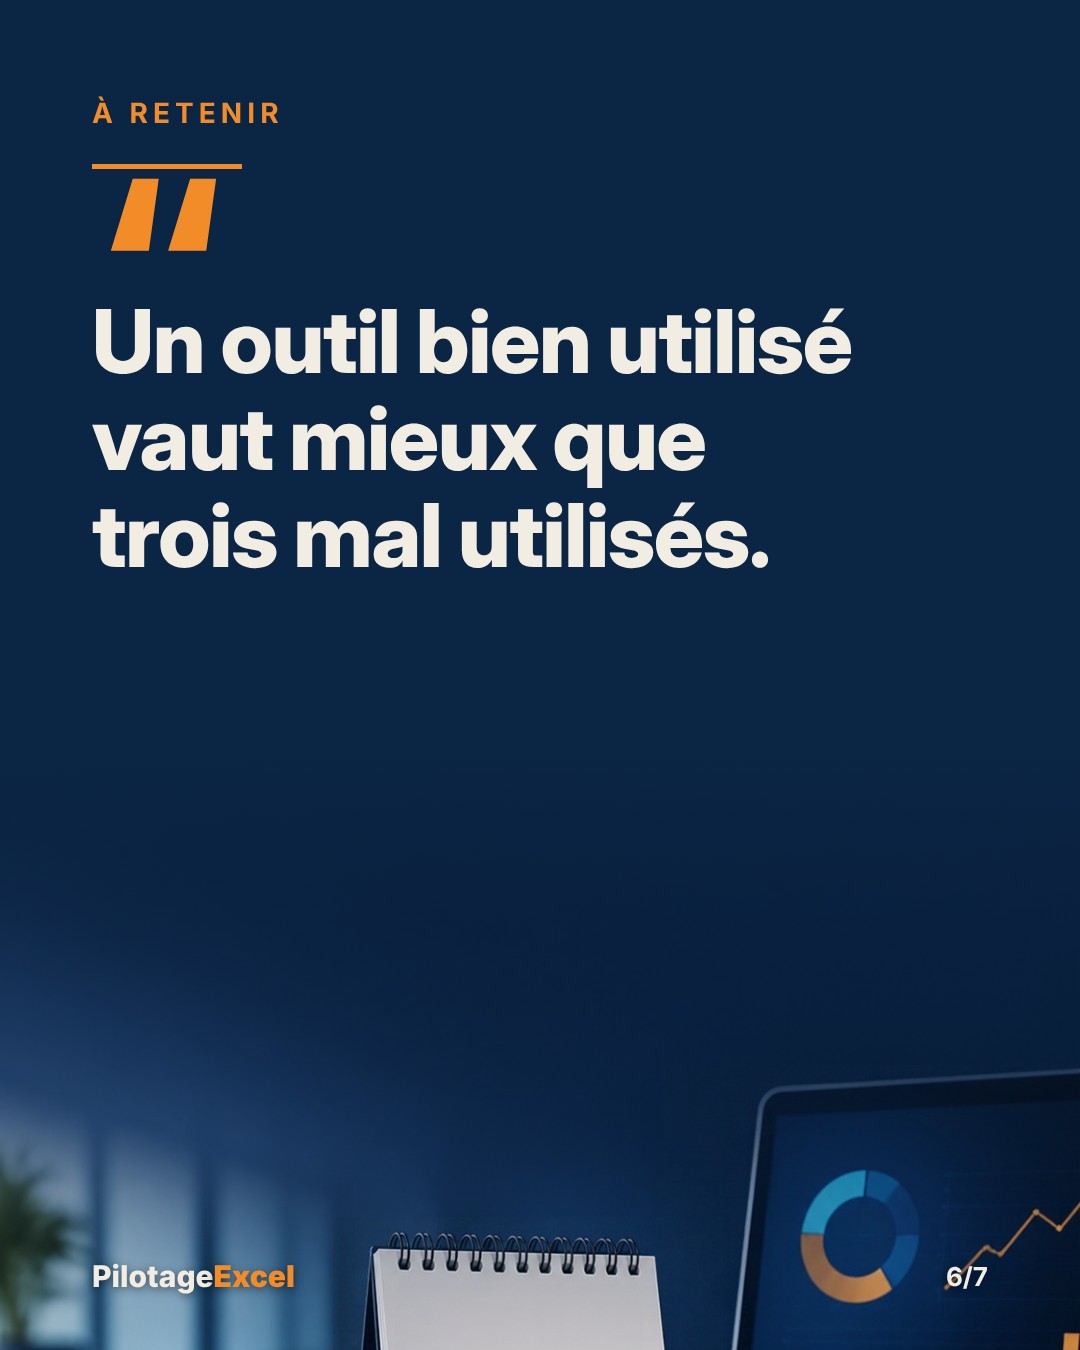 À RETENIR
"
Un outil bien utilisé
vaut mieux que
trois mal utilisés.
PilotageExcel
6/7